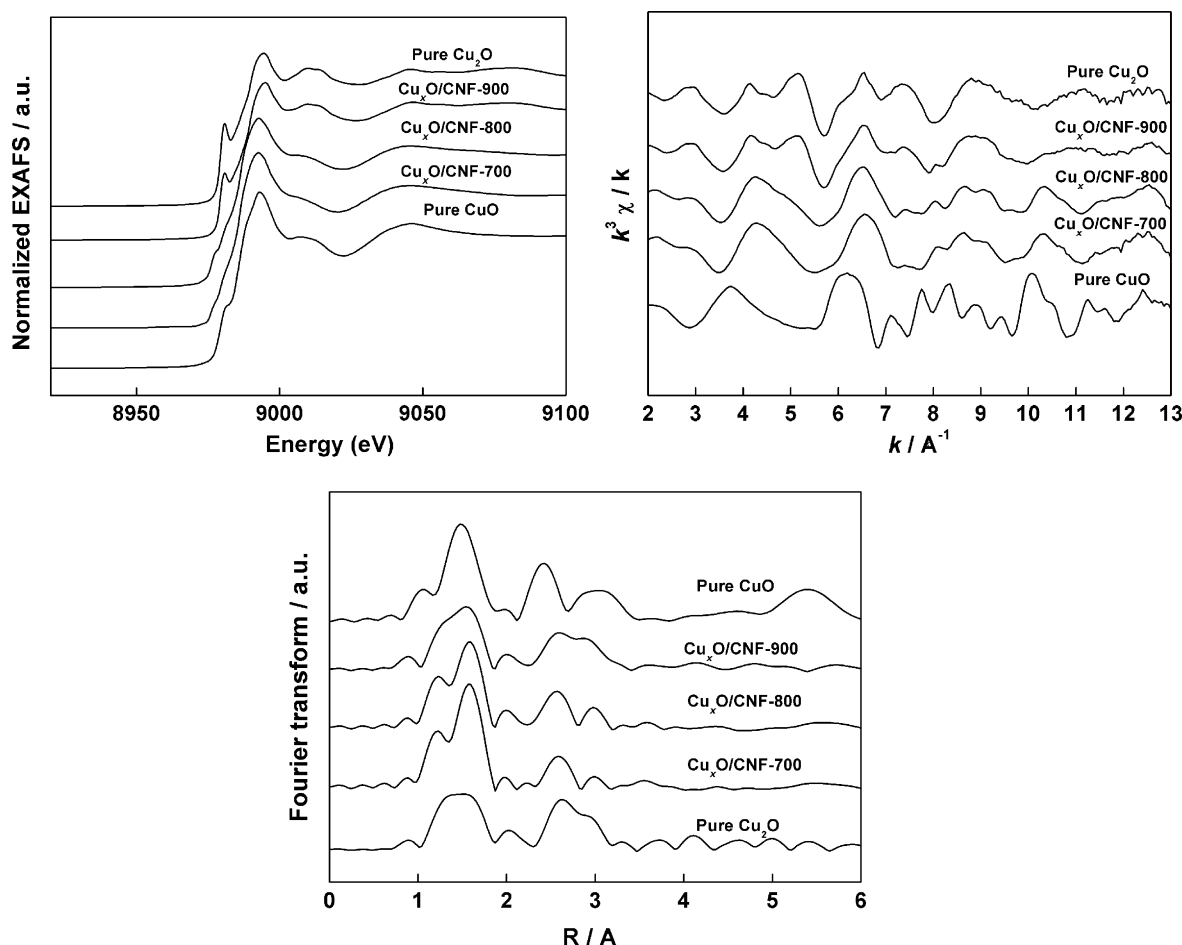 Normalized EXAFS / a.u.
Pure Cu₂O
CuₓO/CNF-900
CuₓO/CNF-800
CuₓO/CNF-700
Pure CuO
8950 9000 9050 9100
Energy (eV)
k³ χ / k
Pure Cu₂O
CuₓO/CNF-900
CuₓO/CNF-800
CuₓO/CNF-700
Pure CuO
2 3 4 5 6 7 8 9 10 11 12 13
k / A⁻¹
Fourier transform / a.u.
Pure CuO
CuₓO/CNF-900
CuₓO/CNF-800
CuₓO/CNF-700
Pure Cu₂O
0 1 2 3 4 5 6
R / A